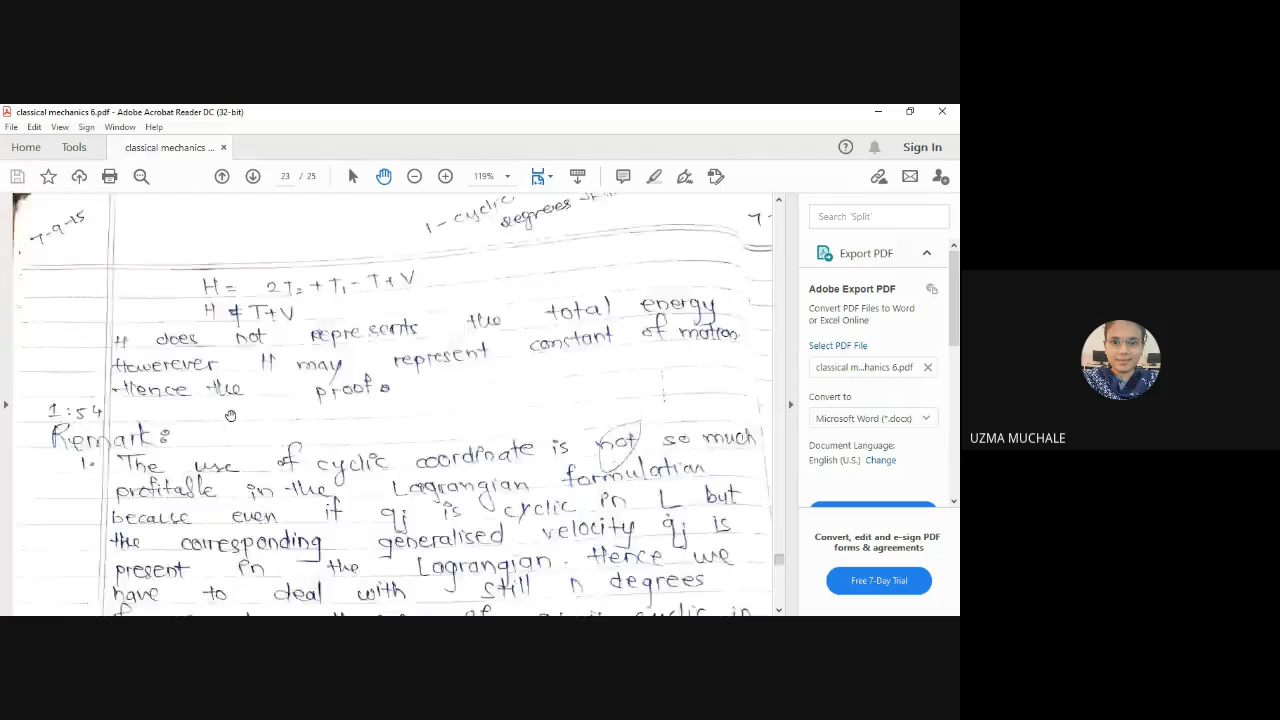 classical mechanics 6.pdf - Adobe Acrobat Reader DC (32-bit)
File Edit View Sign Window Help
Home Tools classical mechanics ... × Sign In
23 / 25 119%
7-9-15
1 - cyclic
degrees
7-
H = 2T₂ + T₁ - T + V
H ≠ T+V
H does not represents the total energy
Howerver H may represent constant of motion
Hence the proof.
1:54
Remark:
1. The use of cyclic coordinate is not so much
profitable in the Lagrangian formulation
because even if qj is cyclic in L but
the corresponding generalised velocity q̇j is
present in the Lagrangian. Hence we
have to deal with still n degrees
Search 'Split'
Export PDF
Adobe Export PDF
Convert PDF Files to Word
or Excel Online
Select PDF File
classical m...hanics 6.pdf ×
Convert to
Microsoft Word (*.docx)
Document Language:
English (U.S.) Change
Convert, edit and e-sign PDF
forms & agreements
Free 7-Day Trial
UZMA MUCHALE